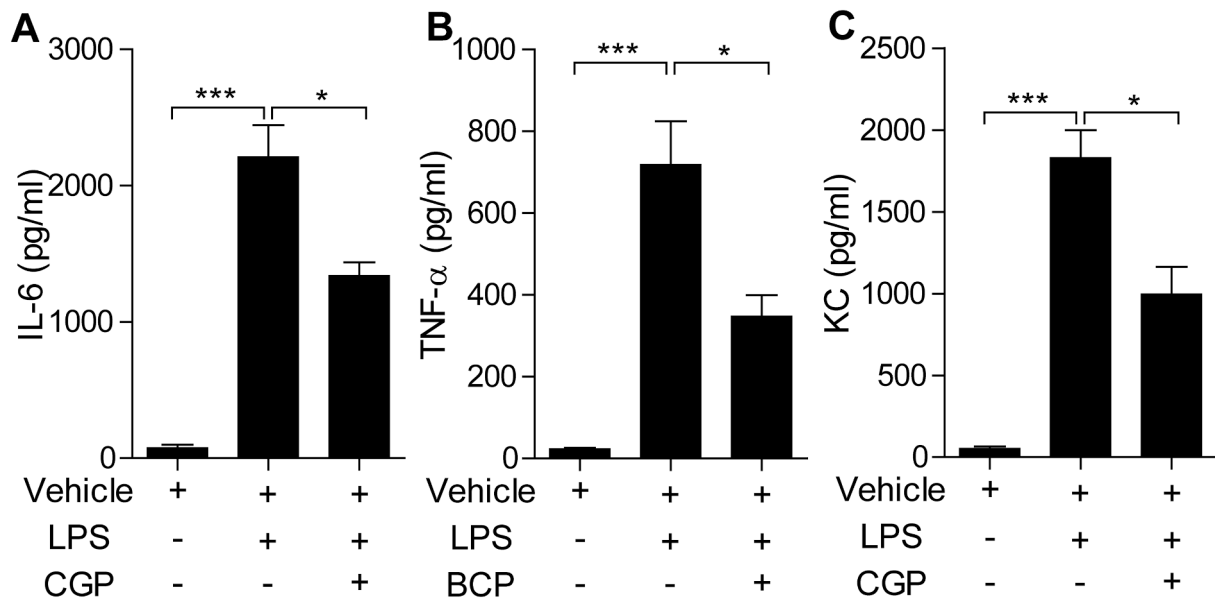 A
IL-6 (pg/ml)
3000
2000
1000
0
*** *
Vehicle + + +
LPS - + +
CGP - - +
B
TNF-α (pg/ml)
1000
800
600
400
200
0
*** *
+ + +
LPS - + +
BCP - - +
C
KC (pg/ml)
2500
2000
1500
1000
500
0
*** *
Vehicle + + +
LPS - + +
CGP - - +